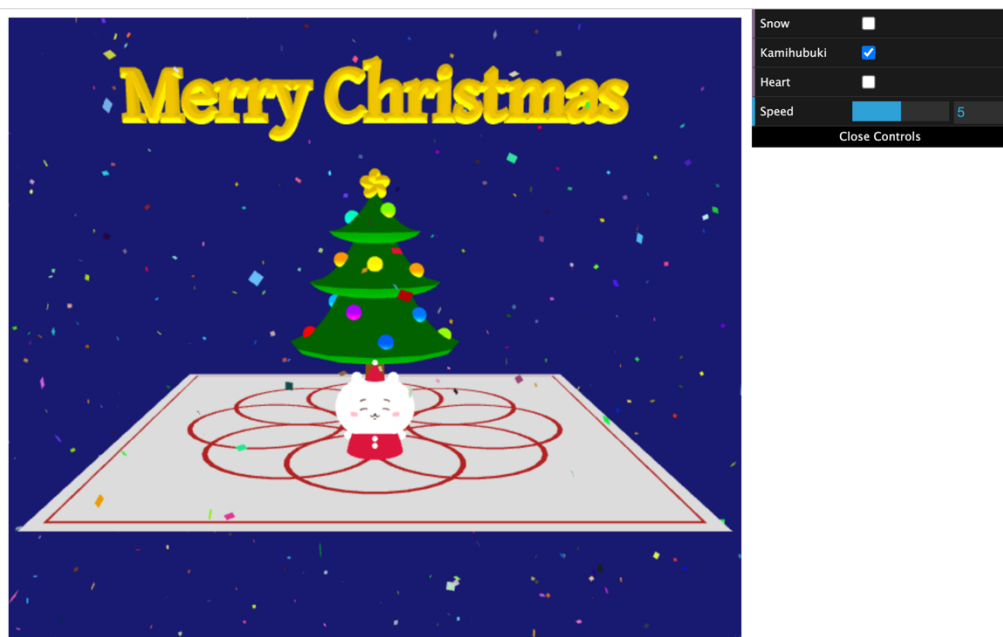 Merry Christmas
Snow
Kamihubuki
Heart
Speed 5
Close Controls